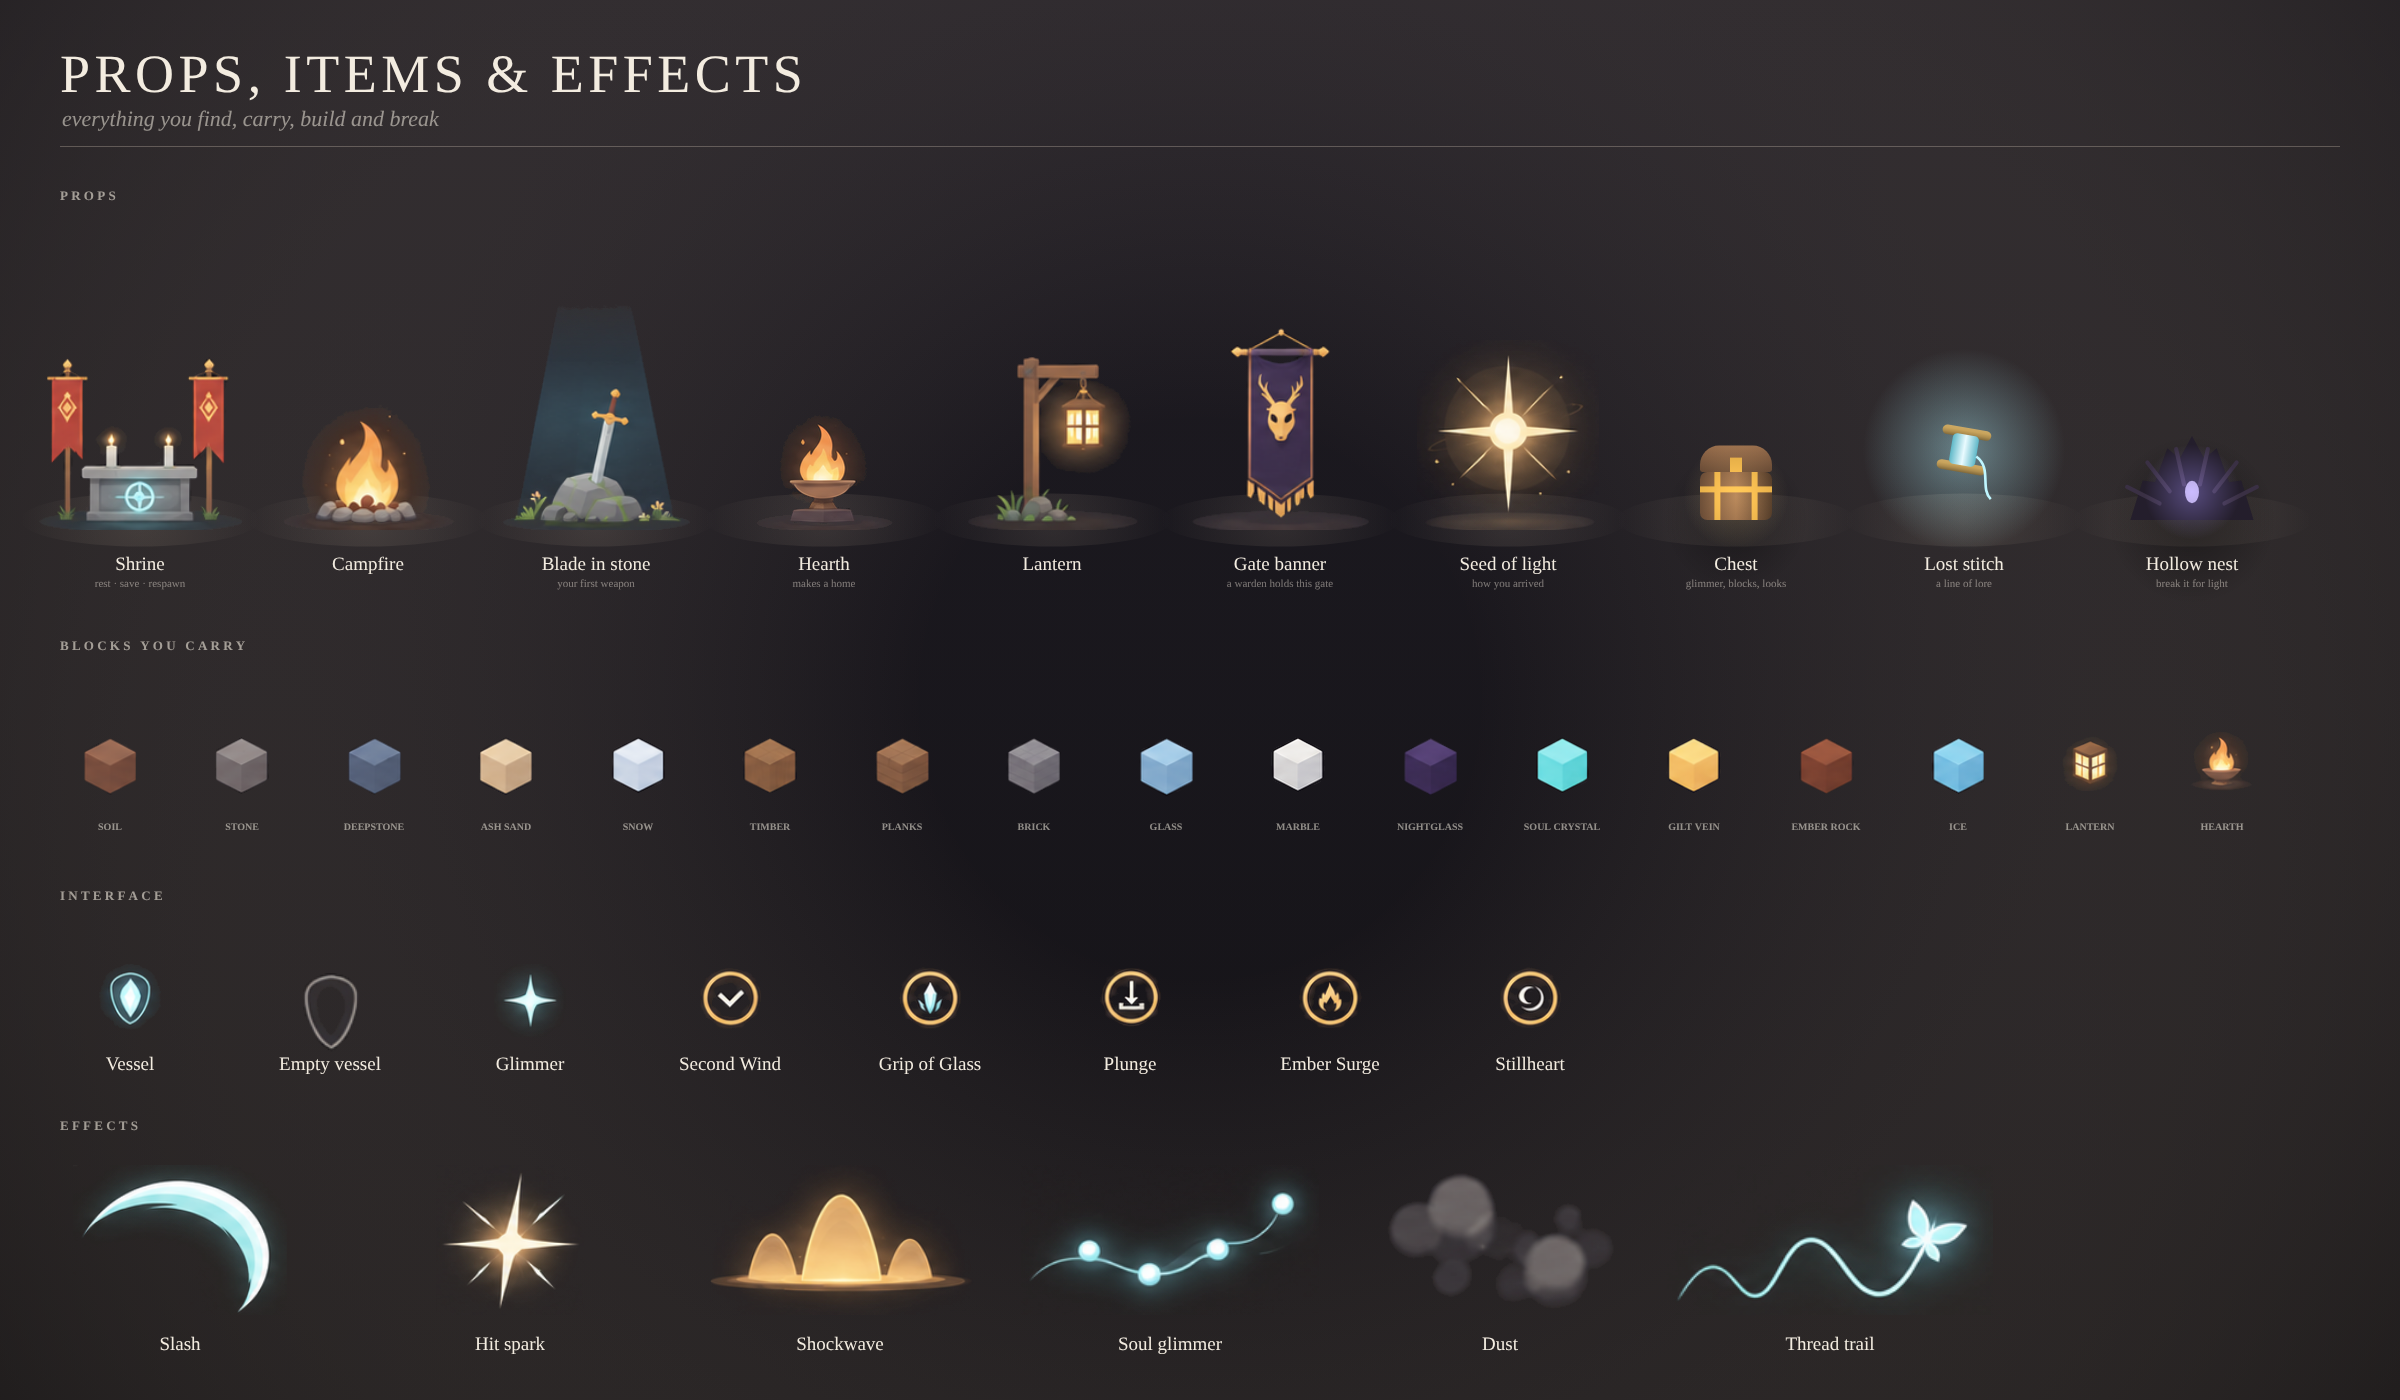 PROPS, ITEMS & EFFECTS
everything you find, carry, build and break
PROPS
Shrine
rest · save · respawn
Campfire
Blade in stone
your first weapon
Hearth
makes a home
Lantern
Gate banner
a warden holds this gate
Seed of light
how you arrived
Chest
glimmer, blocks, looks
Lost stitch
a line of lore
Hollow nest
break it for light
BLOCKS YOU CARRY
SOIL
STONE
DEEPSTONE
ASH SAND
SNOW
TIMBER
PLANKS
BRICK
GLASS
MARBLE
NIGHTGLASS
SOUL CRYSTAL
GILT VEIN
EMBER ROCK
ICE
LANTERN
HEARTH
INTERFACE
Vessel
Empty vessel
Glimmer
Second Wind
Grip of Glass
Plunge
Ember Surge
Stillheart
EFFECTS
Slash
Hit spark
Shockwave
Soul glimmer
Dust
Thread trail